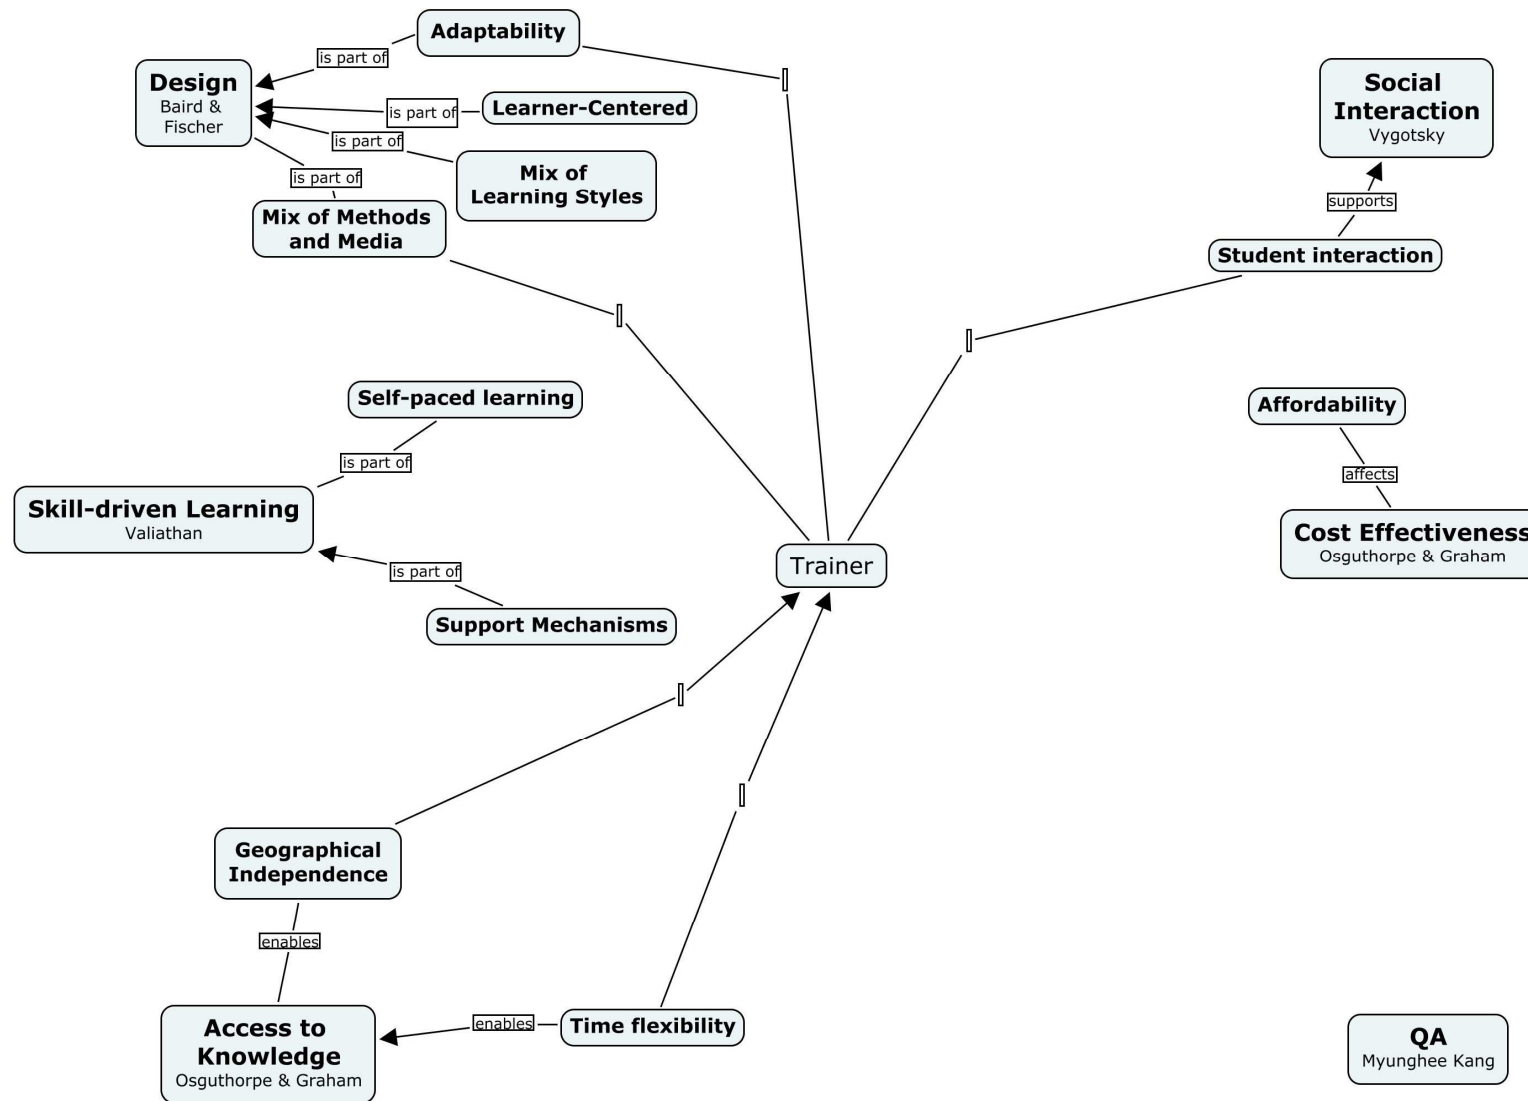 Adaptability
is part of
Design
Baird &
Fischer
is part of
Learner-Centered
is part of
Mix of
Learning Styles
is part of
Mix of Methods
and Media
Social
Interaction
Vygotsky
supports
Student interaction
Self-paced learning
is part of
Skill-driven Learning
Valiathan
is part of
Support Mechanisms
Affordability
affects
Cost Effectiveness
Osguthorpe & Graham
Trainer
Geographical
Independence
enables
Access to
Knowledge
Osguthorpe & Graham
enables
Time flexibility
QA
Myunghee Kang